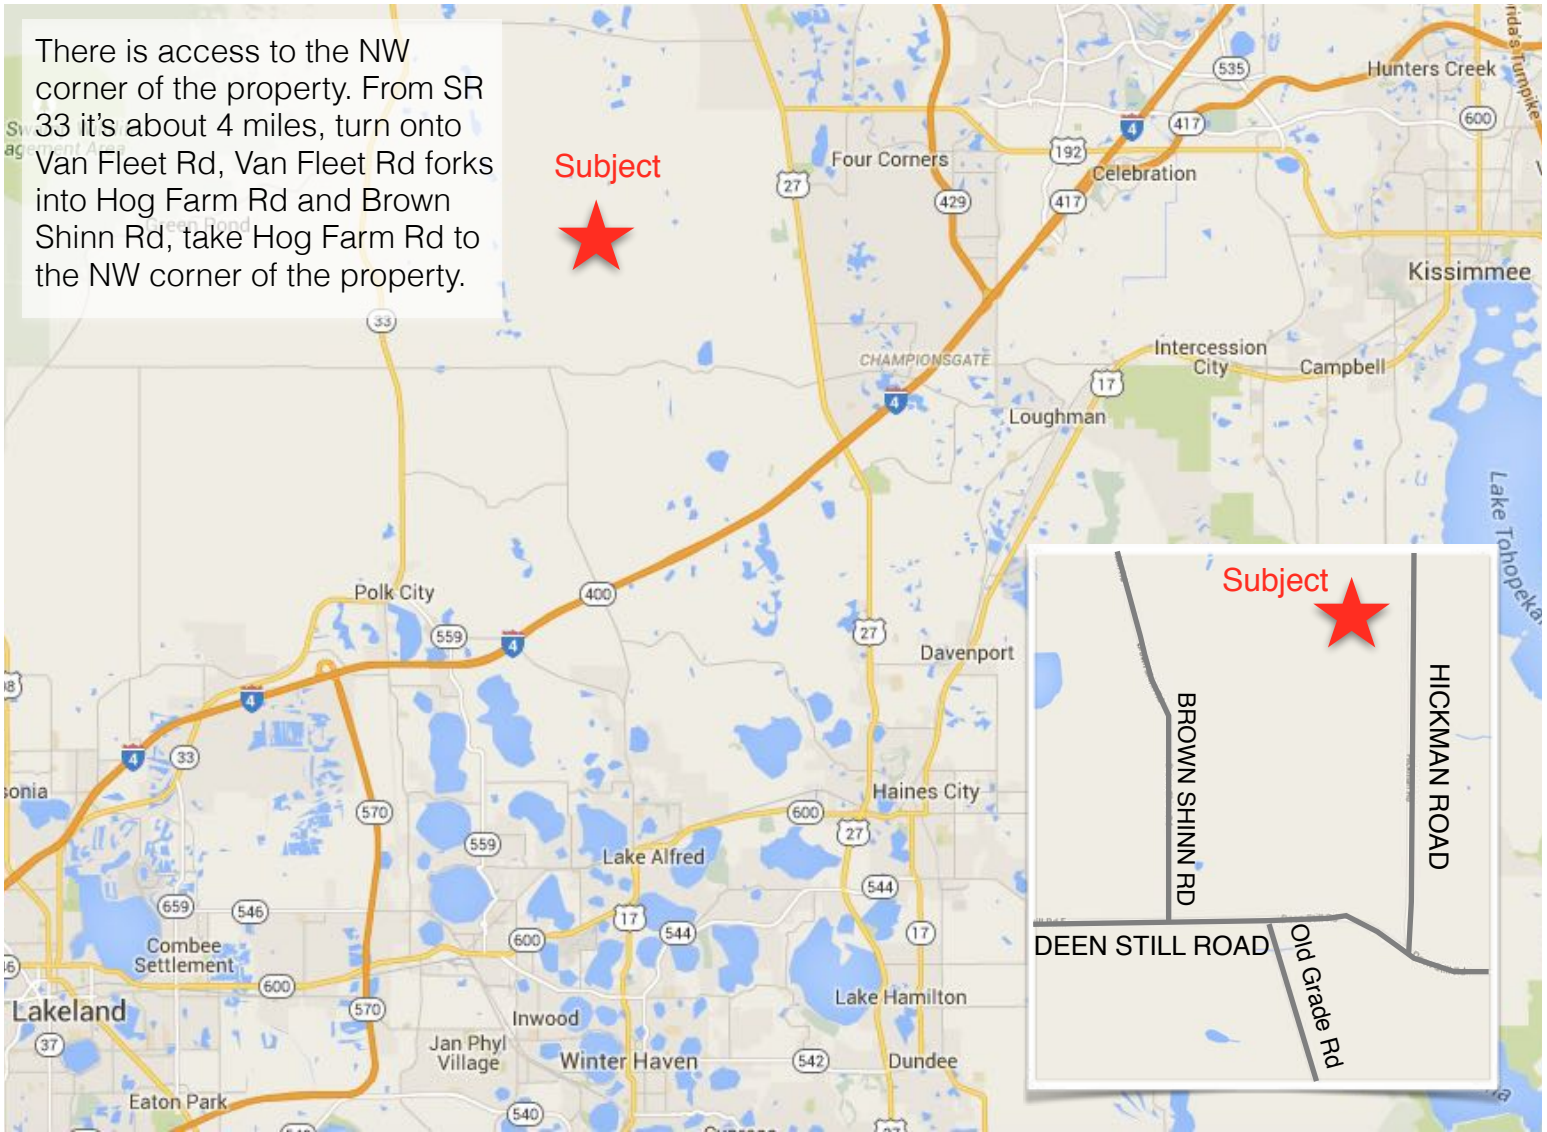 There is access to the NW
corner of the property. From SR
33 it's about 4 miles, turn onto
Van Fleet Rd, Van Fleet Rd forks
into Hog Farm Rd and Brown
Shinn Rd, take Hog Farm Rd to
the NW corner of the property.
Green Pond
Subject
33
535
Hunters Creek
4
417
600
Four Corners
192
Celebration
27
429
417
Kissimmee
CHAMPIONSGATE
4
Intercession
City
Campbell
17
Loughman
Lake Tohopeka
Polk City
400
559
4
27
Davenport
4
4
33
570
559
Haines City
600
27
Lake Alfred
544
659
546
17
544
17
600
Combee
Settlement
600
570
Lake Hamilton
Lakeland
37
Inwood
Jan Phyl
Village
Winter Haven
542
Dundee
Eaton Park
540
Subject
BROWN SHINN RD
HICKMAN ROAD
DEEN STILL ROAD
Old Grade Rd